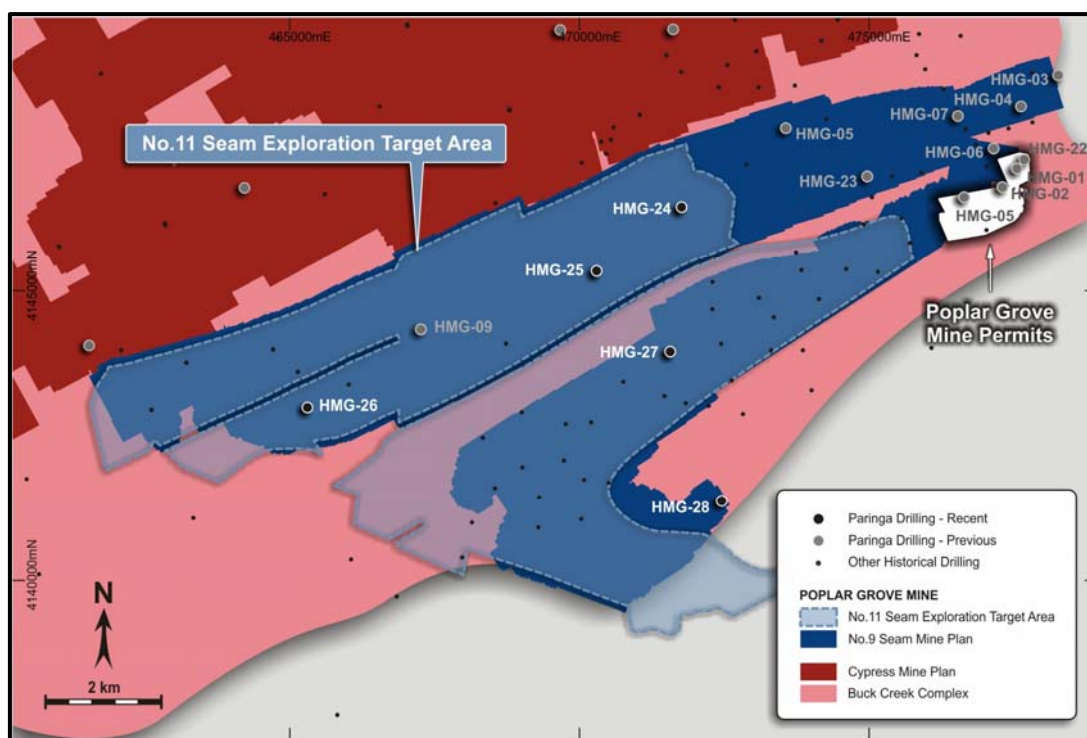 465000mE
470000mE
475000mE
HMG-03
HMG-04
HMG-07
HMG-05
No.11 Seam Exploration Target Area
HMG-06
HMG-22
HMG-01
HMG-23
HMG-02
HMG-05
HMG-24
HMG-25
4145000mN
Poplar Grove
Mine Permits
HMG-09
HMG-27
HMG-26
HMG-28
4140000mN
N
2 km
Paringa Drilling - Recent
Paringa Drilling - Previous
Other Historical Drilling
POPLAR GROVE MINE
No.11 Seam Exploration Target Area
No.9 Seam Mine Plan
Cypress Mine Plan
Buck Creek Complex